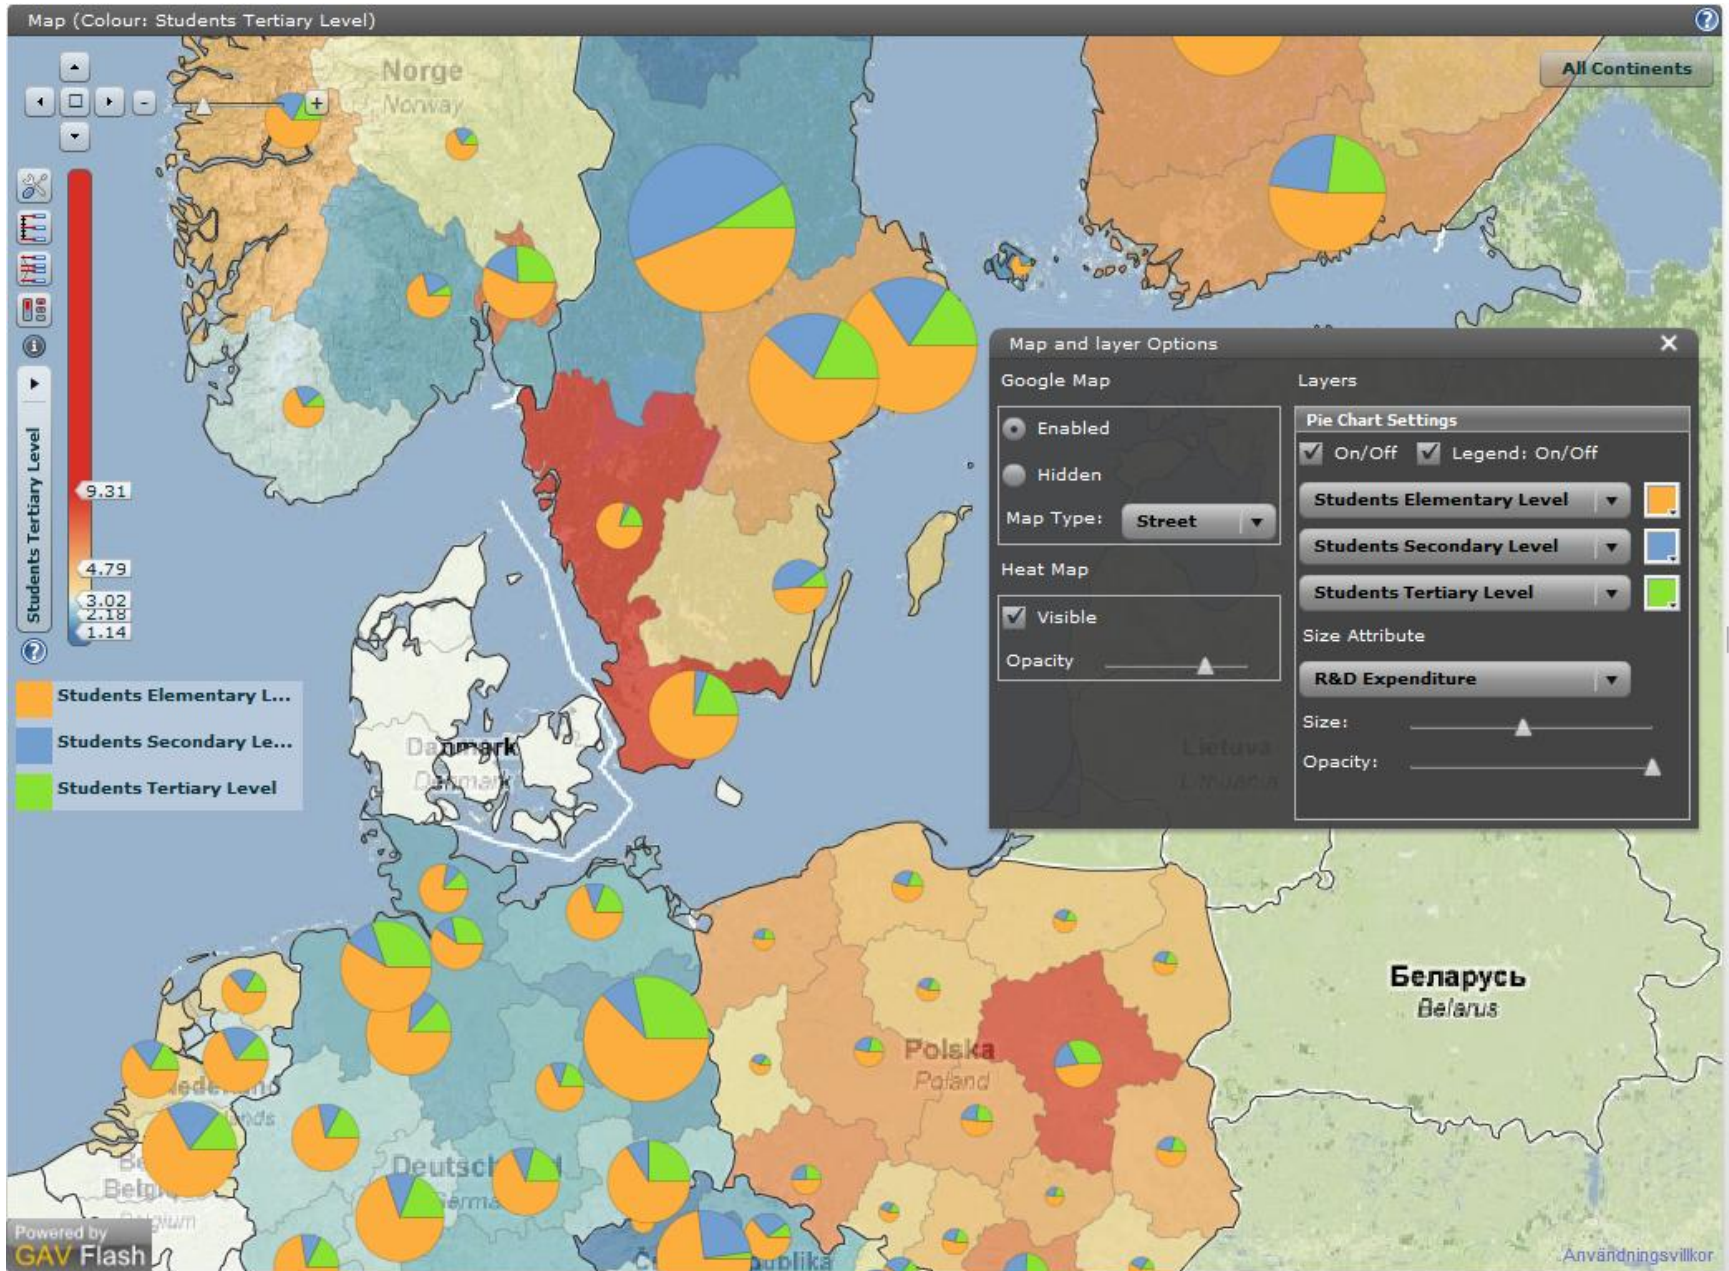 Map (Colour: Students Tertiary Level)
All Continents
Norge
Norway
9.31
4.79
3.02
2.18
1.14
Students Tertiary Level
Students Elementary L...
Students Secondary Le...
Students Tertiary Level
Map and layer Options
Google Map
Enabled
Hidden
Map Type:
Street
Heat Map
Visible
Opacity
Layers
Pie Chart Settings
On/Off
Legend: On/Off
Students Elementary Level
Students Secondary Level
Students Tertiary Level
Size Attribute
R&D Expenditure
Size:
Opacity:
Danmark
Denmark
Lietuva
Lithuania
Беларусь
Belarus
Polska
Poland
Powered by
GAV Flash
Användningsvillkor